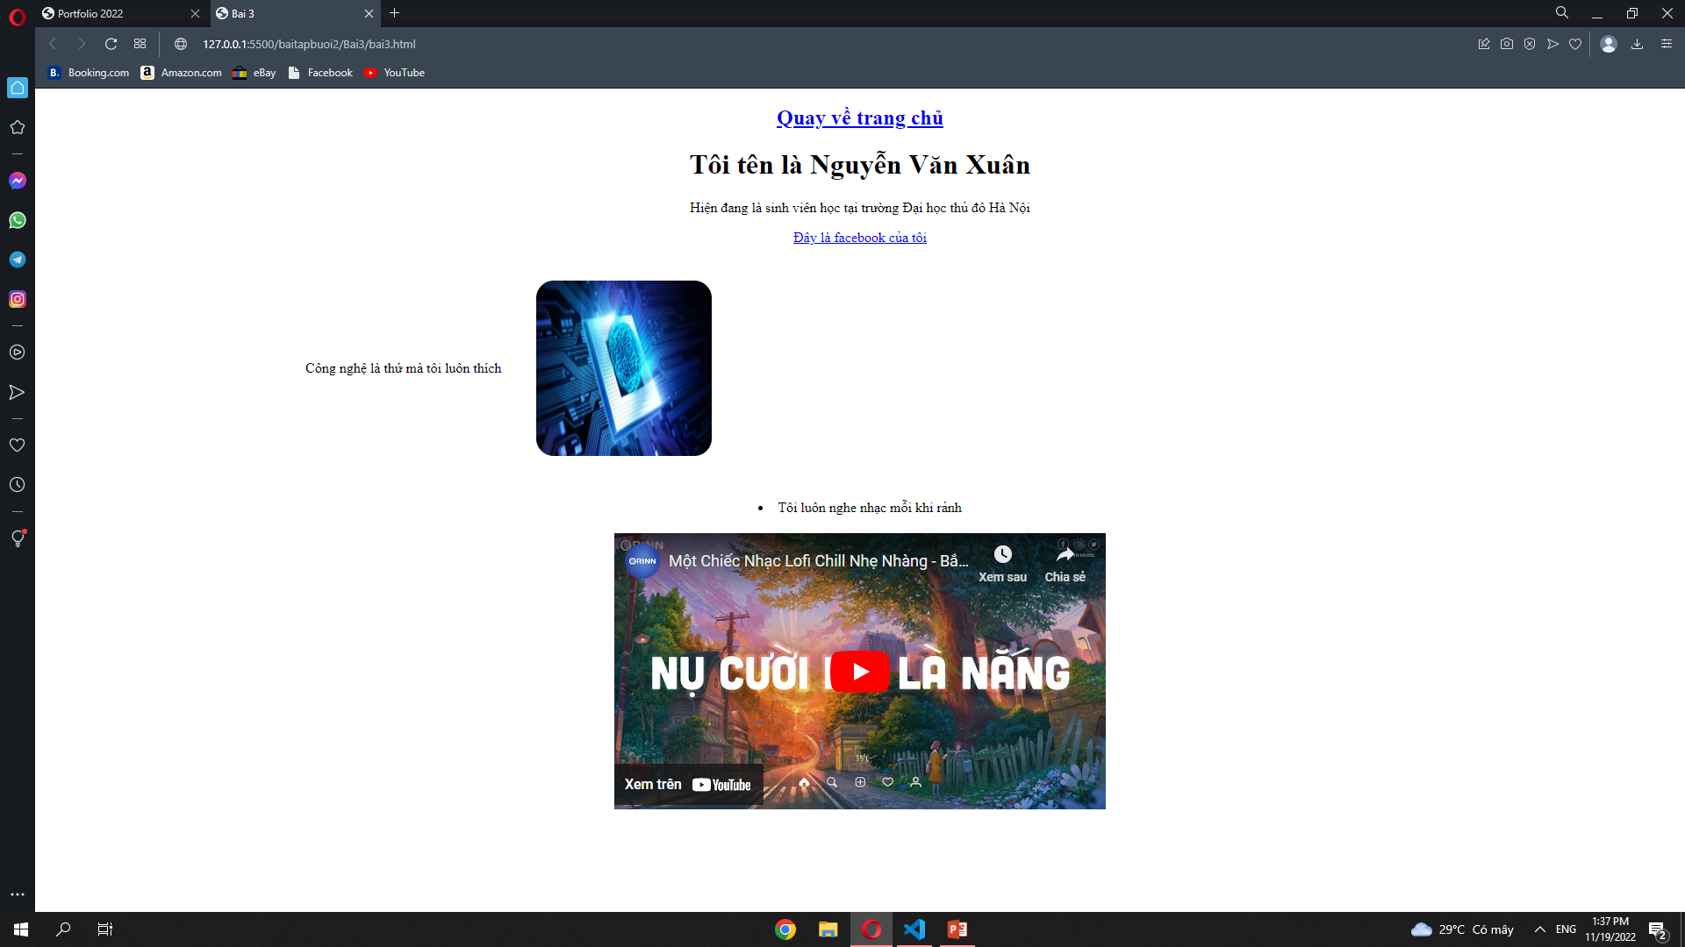 Portfolio 2022
Bai 3
127.0.0.1:5500/baitapbuoi2/Bai3/bai3.html
Booking.com
Amazon.com
eBay
Facebook
YouTube
Quay về trang chủ
Tôi tên là Nguyễn Văn Xuân
Hiện đang là sinh viên học tại trường Đại học thủ đô Hà Nội
Đây là facebook của tôi
Công nghệ là thứ mà tôi luôn thích
Tôi luôn nghe nhạc mỗi khi rảnh
ORINN
Một Chiếc Nhạc Lofi Chill Nhẹ Nhàng - Bắ...
Xem sau
Chia sẻ
NỤ CƯỜI LÀ NẮNG
Xem trên YouTube
29°C Có mây
ENG
1:37 PM
11/19/2022
2